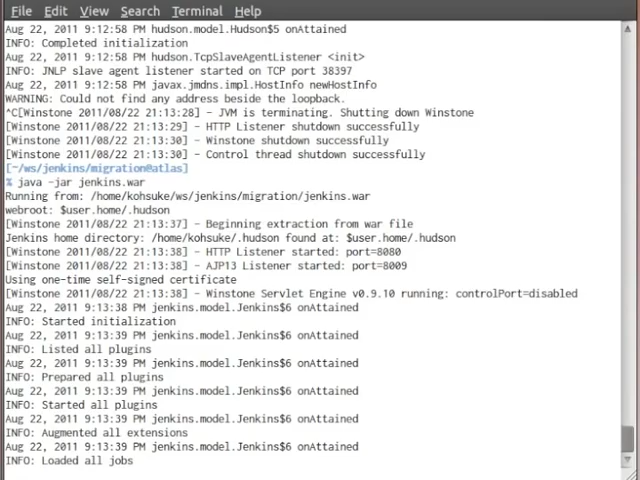 File Edit View Search Terminal Help
Aug 22, 2011 9:12:58 PM hudson.model.Hudson$5 onAttained
INFO: Completed initialization
Aug 22, 2011 9:12:58 PM hudson.TcpSlaveAgentListener <init>
INFO: JNLP slave agent listener started on TCP port 38397
Aug 22, 2011 9:12:58 PM javax.jmdns.impl.HostInfo newHostInfo
WARNING: Could not find any address beside the loopback.
^C[Winstone 2011/08/22 21:13:28] - JVM is terminating. Shutting down Winstone
[Winstone 2011/08/22 21:13:29] - HTTP Listener shutdown successfully
[Winstone 2011/08/22 21:13:30] - Winstone shutdown successfully
[Winstone 2011/08/22 21:13:30] - Control thread shutdown successfully
[~/ws/jenkins/migration@atlas]
% java -jar jenkins.war
Running from: /home/kohsuke/ws/jenkins/migration/jenkins.war
webroot: $user.home/.hudson
[Winstone 2011/08/22 21:13:37] - Beginning extraction from war file
Jenkins home directory: /home/kohsuke/.hudson found at: $user.home/.hudson
[Winstone 2011/08/22 21:13:38] - HTTP Listener started: port=8080
[Winstone 2011/08/22 21:13:38] - AJP13 Listener started: port=8009
Using one-time self-signed certificate
[Winstone 2011/08/22 21:13:38] - Winstone Servlet Engine v0.9.10 running: controlPort=disabled
Aug 22, 2011 9:13:38 PM jenkins.model.Jenkins$6 onAttained
INFO: Started initialization
Aug 22, 2011 9:13:39 PM jenkins.model.Jenkins$6 onAttained
INFO: Listed all plugins
Aug 22, 2011 9:13:39 PM jenkins.model.Jenkins$6 onAttained
INFO: Prepared all plugins
Aug 22, 2011 9:13:39 PM jenkins.model.Jenkins$6 onAttained
INFO: Started all plugins
Aug 22, 2011 9:13:39 PM jenkins.model.Jenkins$6 onAttained
INFO: Augmented all extensions
Aug 22, 2011 9:13:39 PM jenkins.model.Jenkins$6 onAttained
INFO: Loaded all jobs